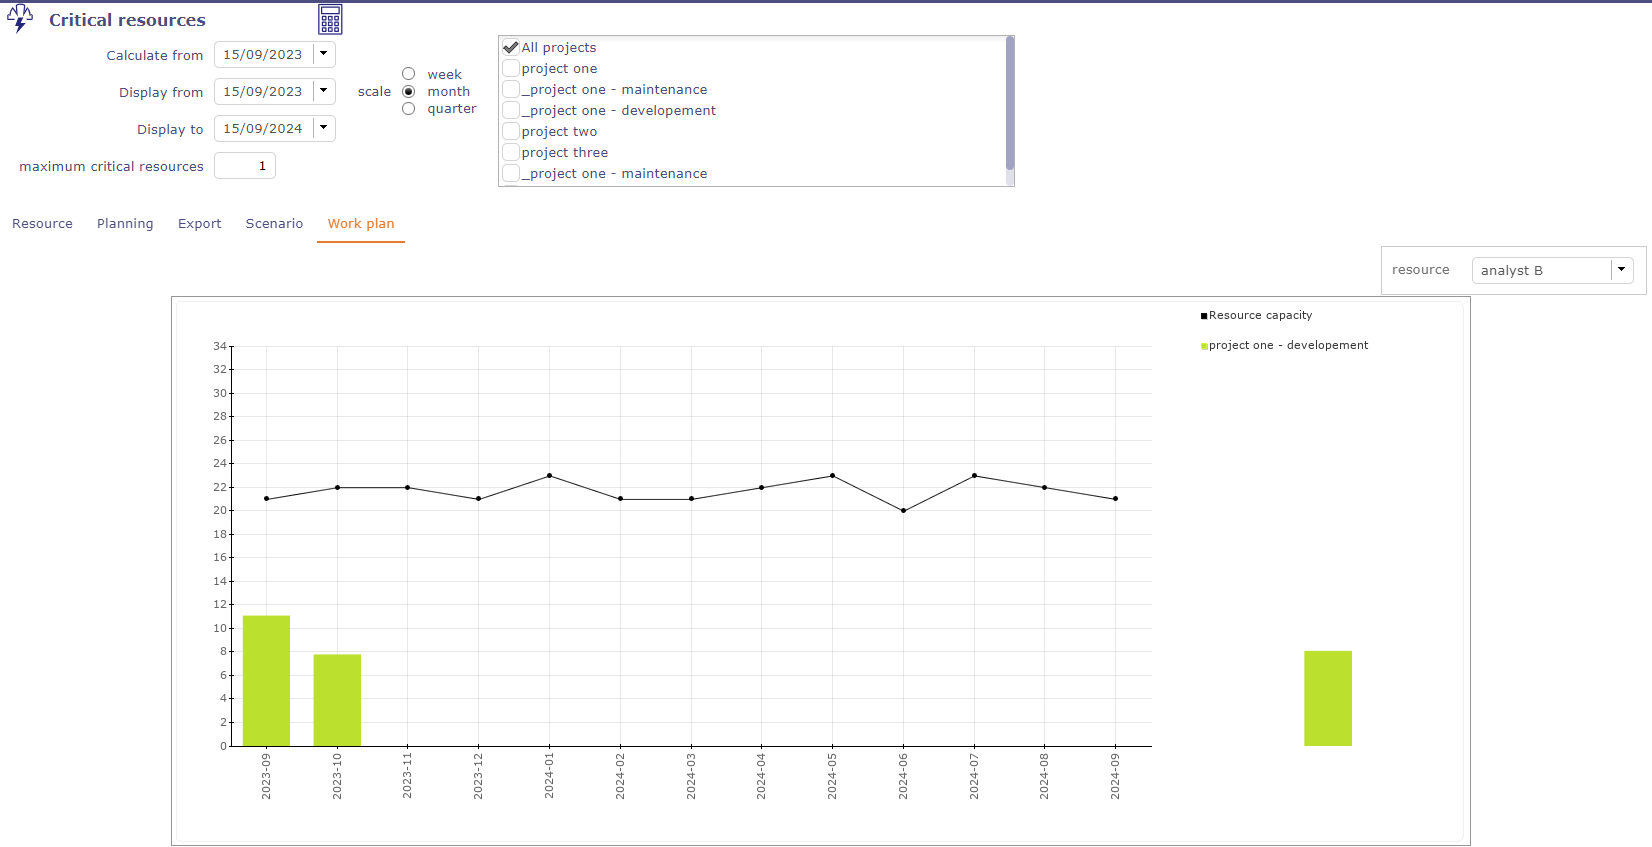 Critical resources
Calculate from 15/09/2023
Display from 15/09/2023
Display to 15/09/2024
maximum critical resources 1
scale
week
month
quarter
All projects
project one
_project one - maintenance
_project one - developement
project two
project three
_project one - maintenance
Resource Planning Export Scenario Work plan
resource analyst B
Resource capacity
project one - developement
34
32
30
28
26
24
22
20
18
16
14
12
10
8
6
4
2
0
2023-09
2023-10
2023-11
2023-12
2024-01
2024-02
2024-03
2024-04
2024-05
2024-06
2024-07
2024-08
2024-09